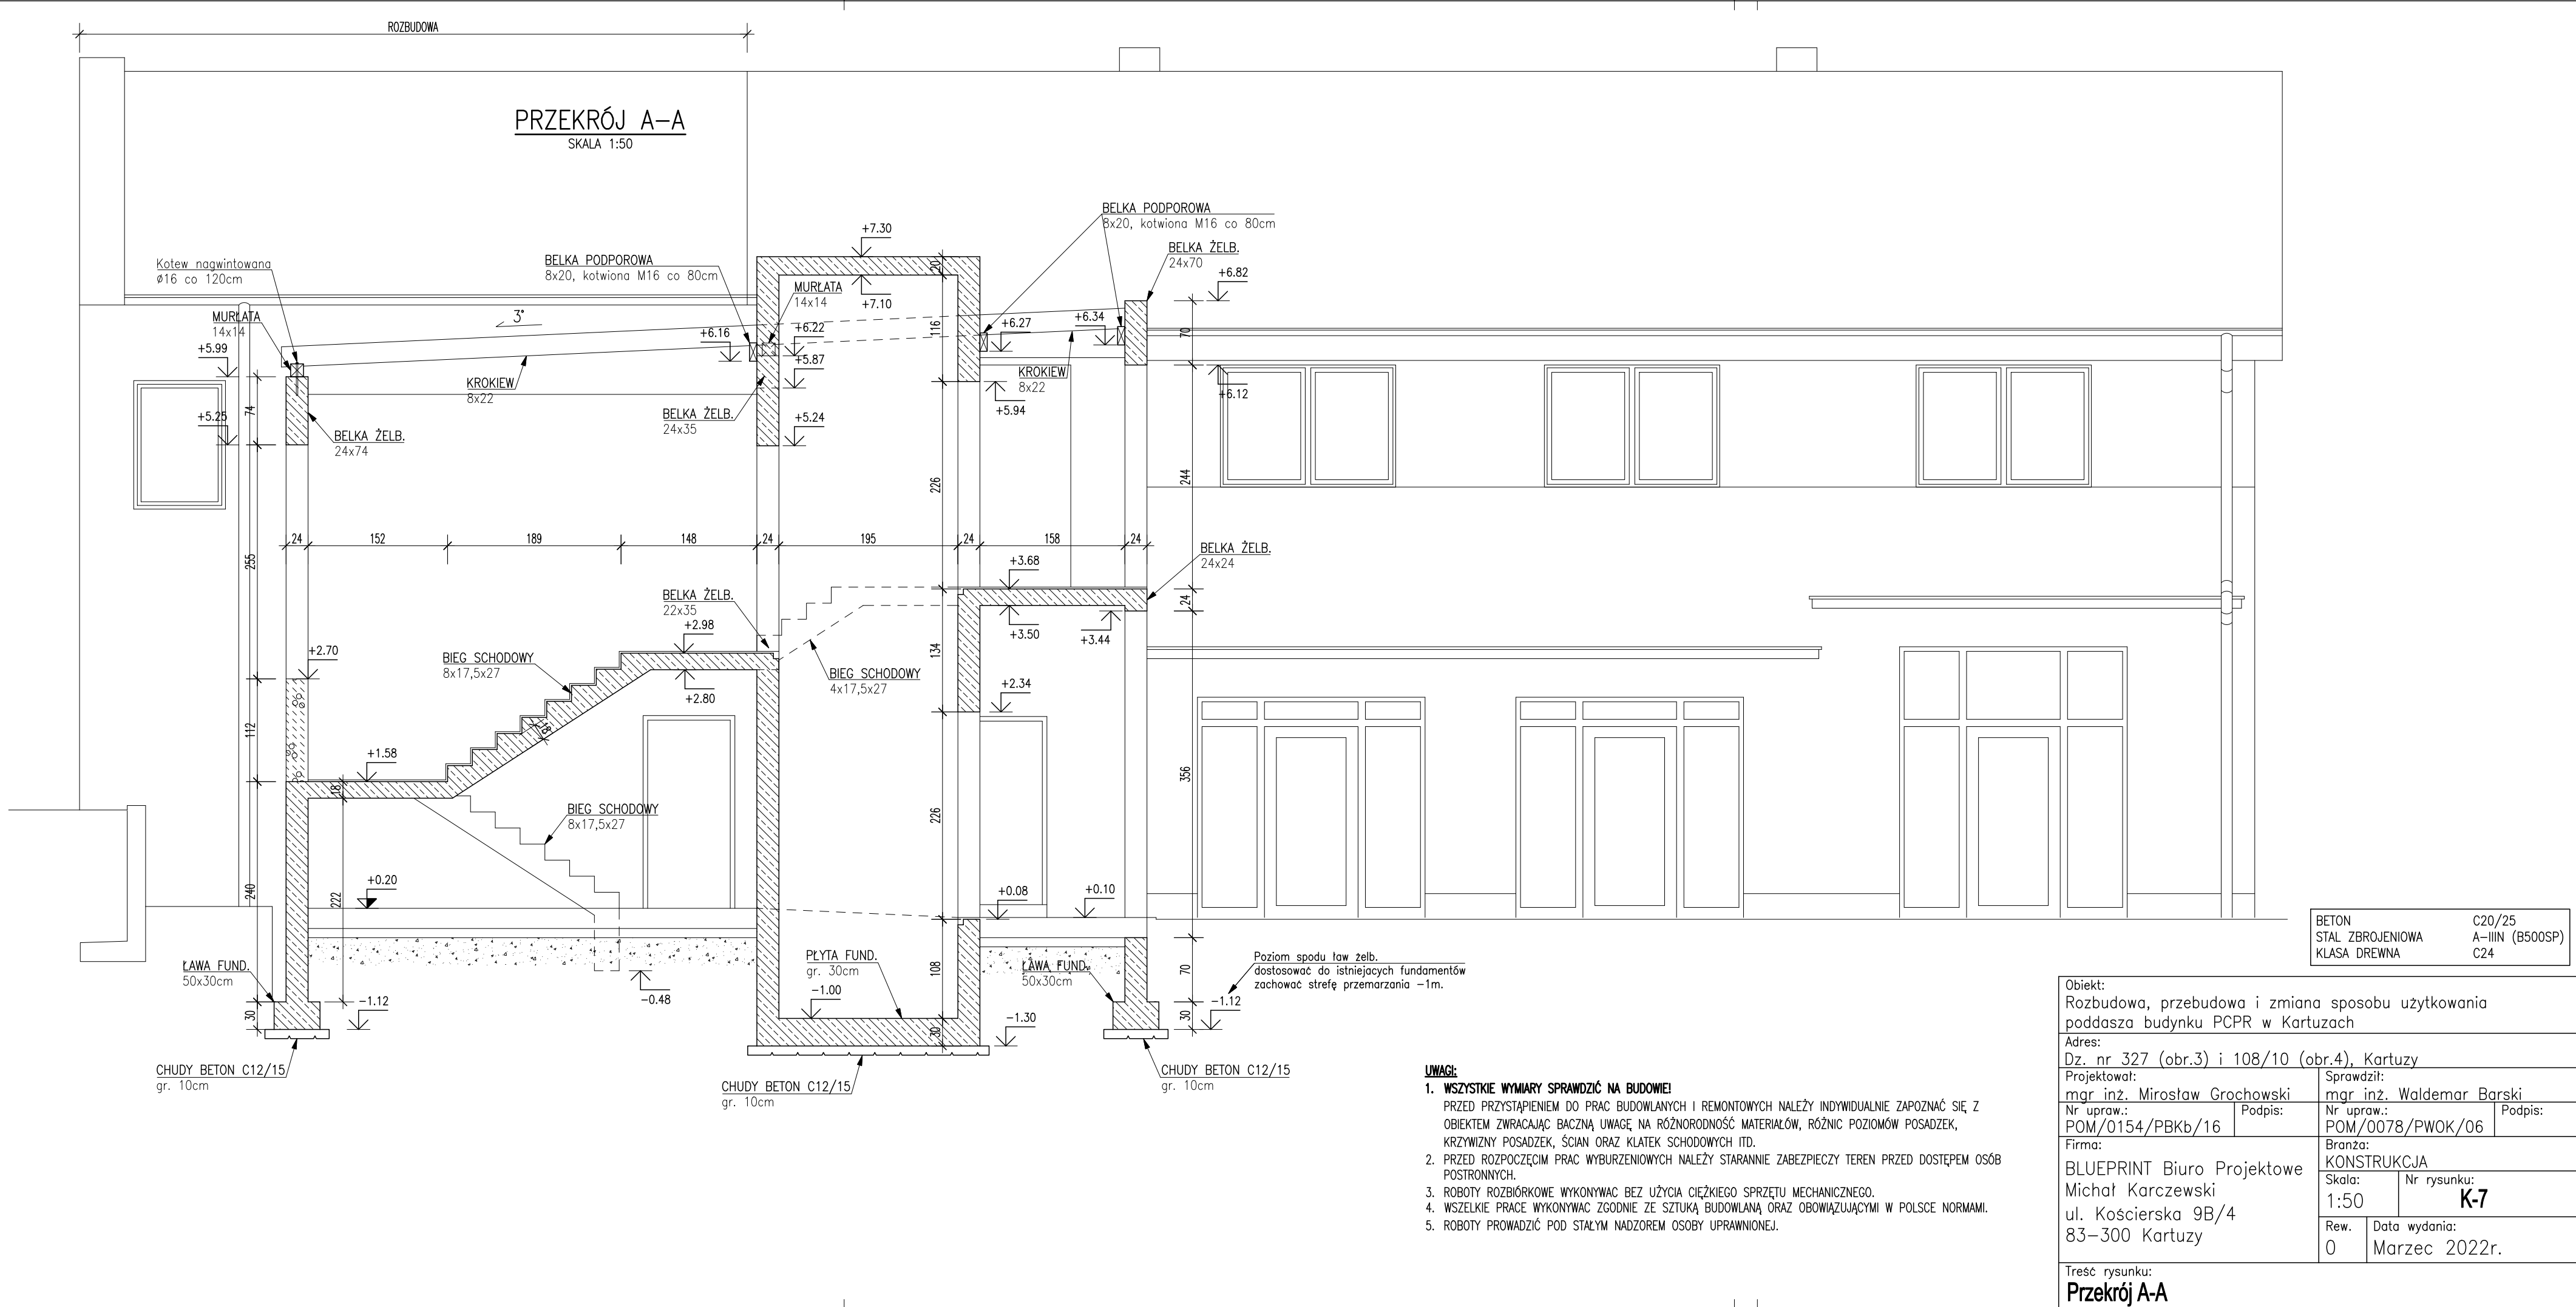 ROZBUDOWA
PRZEKRÓJ A-A
SKALA 1:50
BELKA PODPOROWA
8x20, kotwiona M16 co 80cm
BELKA ŻELB.
24x70
+7.30
+6.82
Kotew nagwintowana
ø16 co 120cm
BELKA PODPOROWA
8x20, kotwiona M16 co 80cm
MURŁATA
14x14
20
+7.10
MURŁATA
14x14
3°
+6.16
+6.22
116
+6.27
+6.34
70
+5.99
+5.87
KROKIEW
8x22
KROKIEW
8x22
+6.12
+5.94
74
+5.25
BELKA ŻELB.
24x35
+5.24
BELKA ŻELB.
24x74
226
244
24
152
189
148
24
195
24
158
24
255
BELKA ŻELB.
24x24
+3.68
BELKA ŻELB.
22x35
24
+2.98
+3.50
+3.44
+2.70
134
BIEG SCHODOWY
8x17,5x27
BIEG SCHODOWY
4x17,5x27
+2.80
+2.34
18
112
+1.58
18
356
BIEG SCHODOWY
8x17,5x27
226
+0.20
240
222
+0.08
+0.10
BETON C20/25
STAL ZBROJENIOWA A-IIIN (B500SP)
KLASA DREWNA C24
PŁYTA FUND.
gr. 30cm
108
ŁAWA FUND.
50x30cm
ŁAWA FUND.
50x30cm
70
Poziom spodu ław żelb.
dostosować do istniejacych fundamentów
zachować strefę przemarzania -1m.
-1.00
-0.48
-1.12
-1.12
30
30
30
-1.30
CHUDY BETON C12/15
gr. 10cm
CHUDY BETON C12/15
gr. 10cm
CHUDY BETON C12/15
gr. 10cm
UWAGI:
1. WSZYSTKIE WYMIARY SPRAWDZIĆ NA BUDOWIE!
PRZED PRZYSTĄPIENIEM DO PRAC BUDOWLANYCH I REMONTOWYCH NALEŻY INDYWIDUALNIE ZAPOZNAĆ SIĘ Z
OBIEKTEM ZWRACAJĄC BACZNĄ UWAGĘ NA RÓŻNORODNOŚĆ MATERIAŁÓW, RÓŻNIC POZIOMÓW POSADZEK,
KRZYWIZNY POSADZEK, ŚCIAN ORAZ KLATEK SCHODOWYCH ITD.
2. PRZED ROZPOCZĘCIM PRAC WYBURZENIOWYCH NALEŻY STARANNIE ZABEZPIECZY TEREN PRZED DOSTĘPEM OSÓB
POSTRONNYCH.
3. ROBOTY ROZBIÓRKOWE WYKONYWAC BEZ UŻYCIA CIĘŻKIEGO SPRZĘTU MECHANICZNEGO.
4. WSZELKIE PRACE WYKONYWAC ZGODNIE ZE SZTUKĄ BUDOWLANĄ ORAZ OBOWIĄZUJĄCYMI W POLSCE NORMAMI.
5. ROBOTY PROWADZIĆ POD STAŁYM NADZOREM OSOBY UPRAWNIONEJ.
Obiekt:
Rozbudowa, przebudowa i zmiana sposobu użytkowania
poddasza budynku PCPR w Kartuzach
Adres:
Dz. nr 327 (obr.3) i 108/10 (obr.4), Kartuzy
Projektował:
mgr inż. Mirosław Grochowski
Sprawdził:
mgr inż. Waldemar Barski
Nr upraw.:
POM/0154/PBKb/16
Podpis:
Nr upraw.:
POM/0078/PWOK/06
Podpis:
Firma:
BLUEPRINT Biuro Projektowe
Michał Karczewski
ul. Kościerska 9B/4
83-300 Kartuzy
Branża:
KONSTRUKCJA
Skala:
1:50
Nr rysunku:
K-7
Rew.
0
Data wydania:
Marzec 2022r.
Treść rysunku:
Przekrój A-A